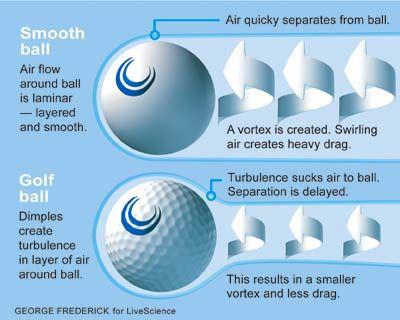 Air quicky separates from ball.
Smooth
ball
Air flow
around ball
is laminar
— layered
and smooth.
A vortex is created. Swirling
air creates heavy drag.
Golf
ball
Dimples
create
turbulence
in layer of air
around ball.
Turbulence sucks air to ball.
Separation is delayed.
This results in a smaller
vortex and less drag.
GEORGE FREDERICK for LiveScience